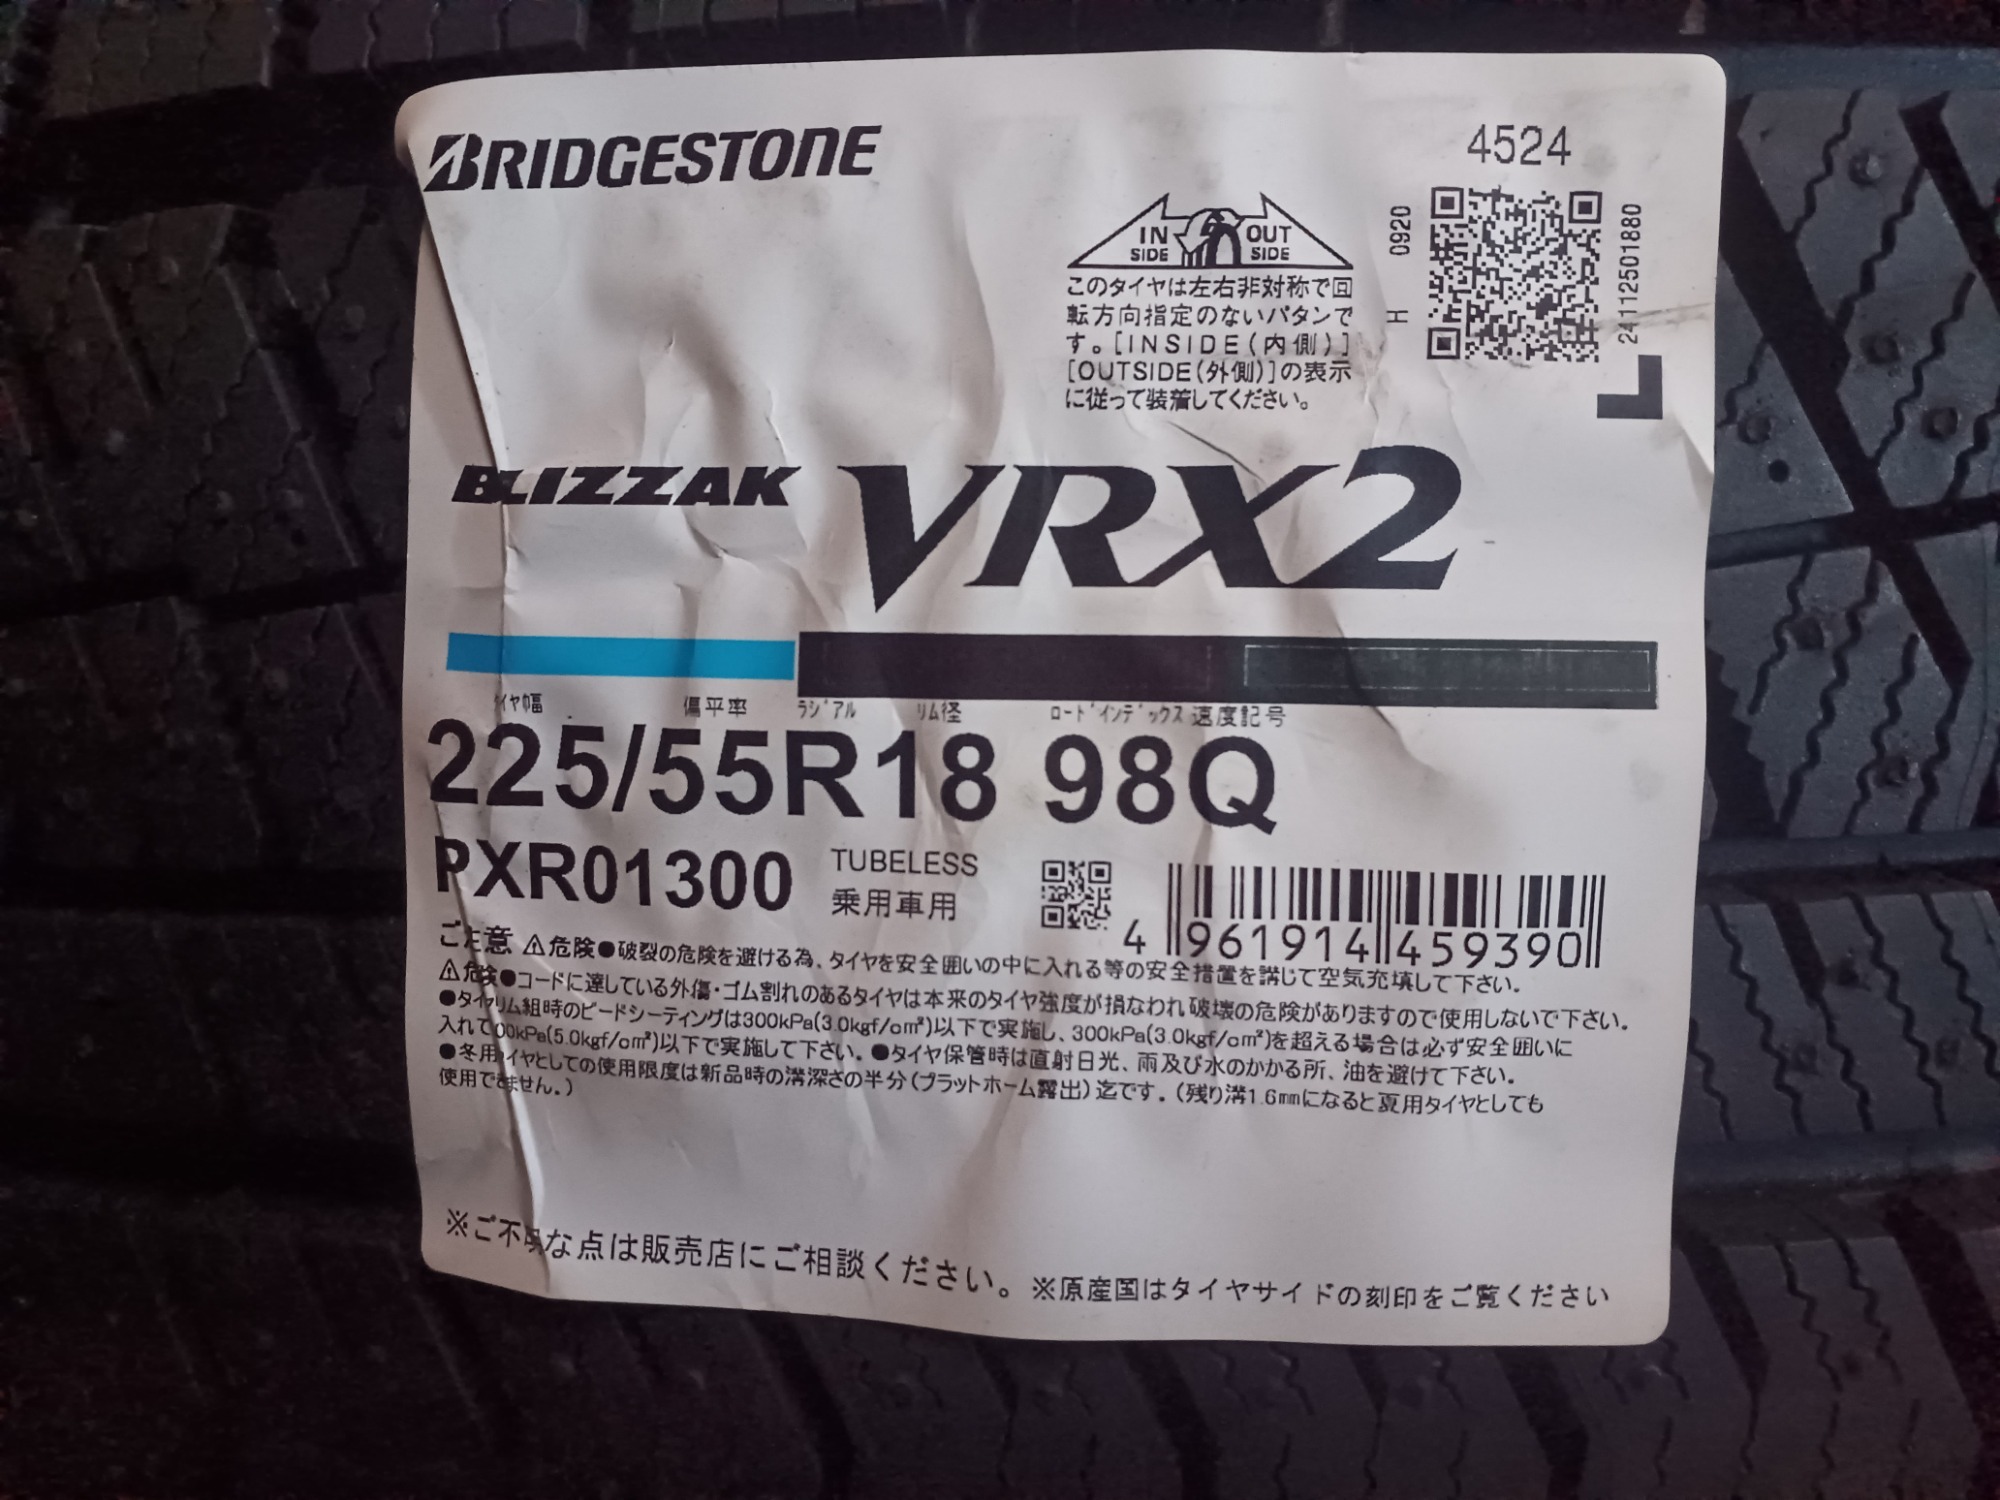 BRIDGESTONE
4524
IN SIDE
OUT SIDE
H 0920
241112501880
このタイヤは左右非対称で回
転方向指定のないパタンで
す。[INSIDE(内側)]
[OUTSIDE(外側)]の表示
に従って装着してください。
L
BLIZZAK VRX2
タイヤ幅 偏平率 ラジアル リム径 ロードインデックス 速度記号
225/55R18 98Q
PXR01300
TUBELESS
乗用車用
4 961914 459390
ご注意 ⚠危険●破裂の危険を避ける為、タイヤを安全囲いの中に入れる等の安全措置を講じて空気充填して下さい。
⚠危険●コードに達している外傷・ゴム割れのあるタイヤは本来のタイヤ強度が損なわれ破壊の危険がありますので使用しないで下さい。
●タイヤリム組時のビードシーティングは300kPa(3.0kgf/cm²)以下で実施し、300kPa(3.0kgf/cm²)を超える場合は必ず安全囲いに
入れて 00kPa(5.0kgf/cm²)以下で実施して下さい。●タイヤ保管時は直射日光、雨及び水のかかる所、油を避けて下さい。
●冬用 イヤとしての使用限度は新品時の溝深さの半分(プラットホーム露出)迄です。(残り溝1.6mmになると夏用タイヤとしても
使用できません。)
※ご不明な点は販売店にご相談ください。※原産国はタイヤサイドの刻印をご覧ください